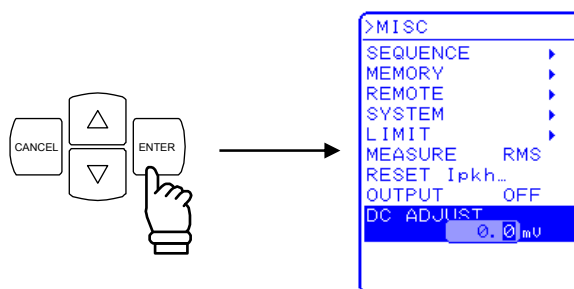 CANCEL
ENTER
>MISC
SEQUENCE
MEMORY
REMOTE
SYSTEM
LIMIT
MEASURE RMS
RESET Ipkh…
OUTPUT OFF
DC ADJUST
0.0mV